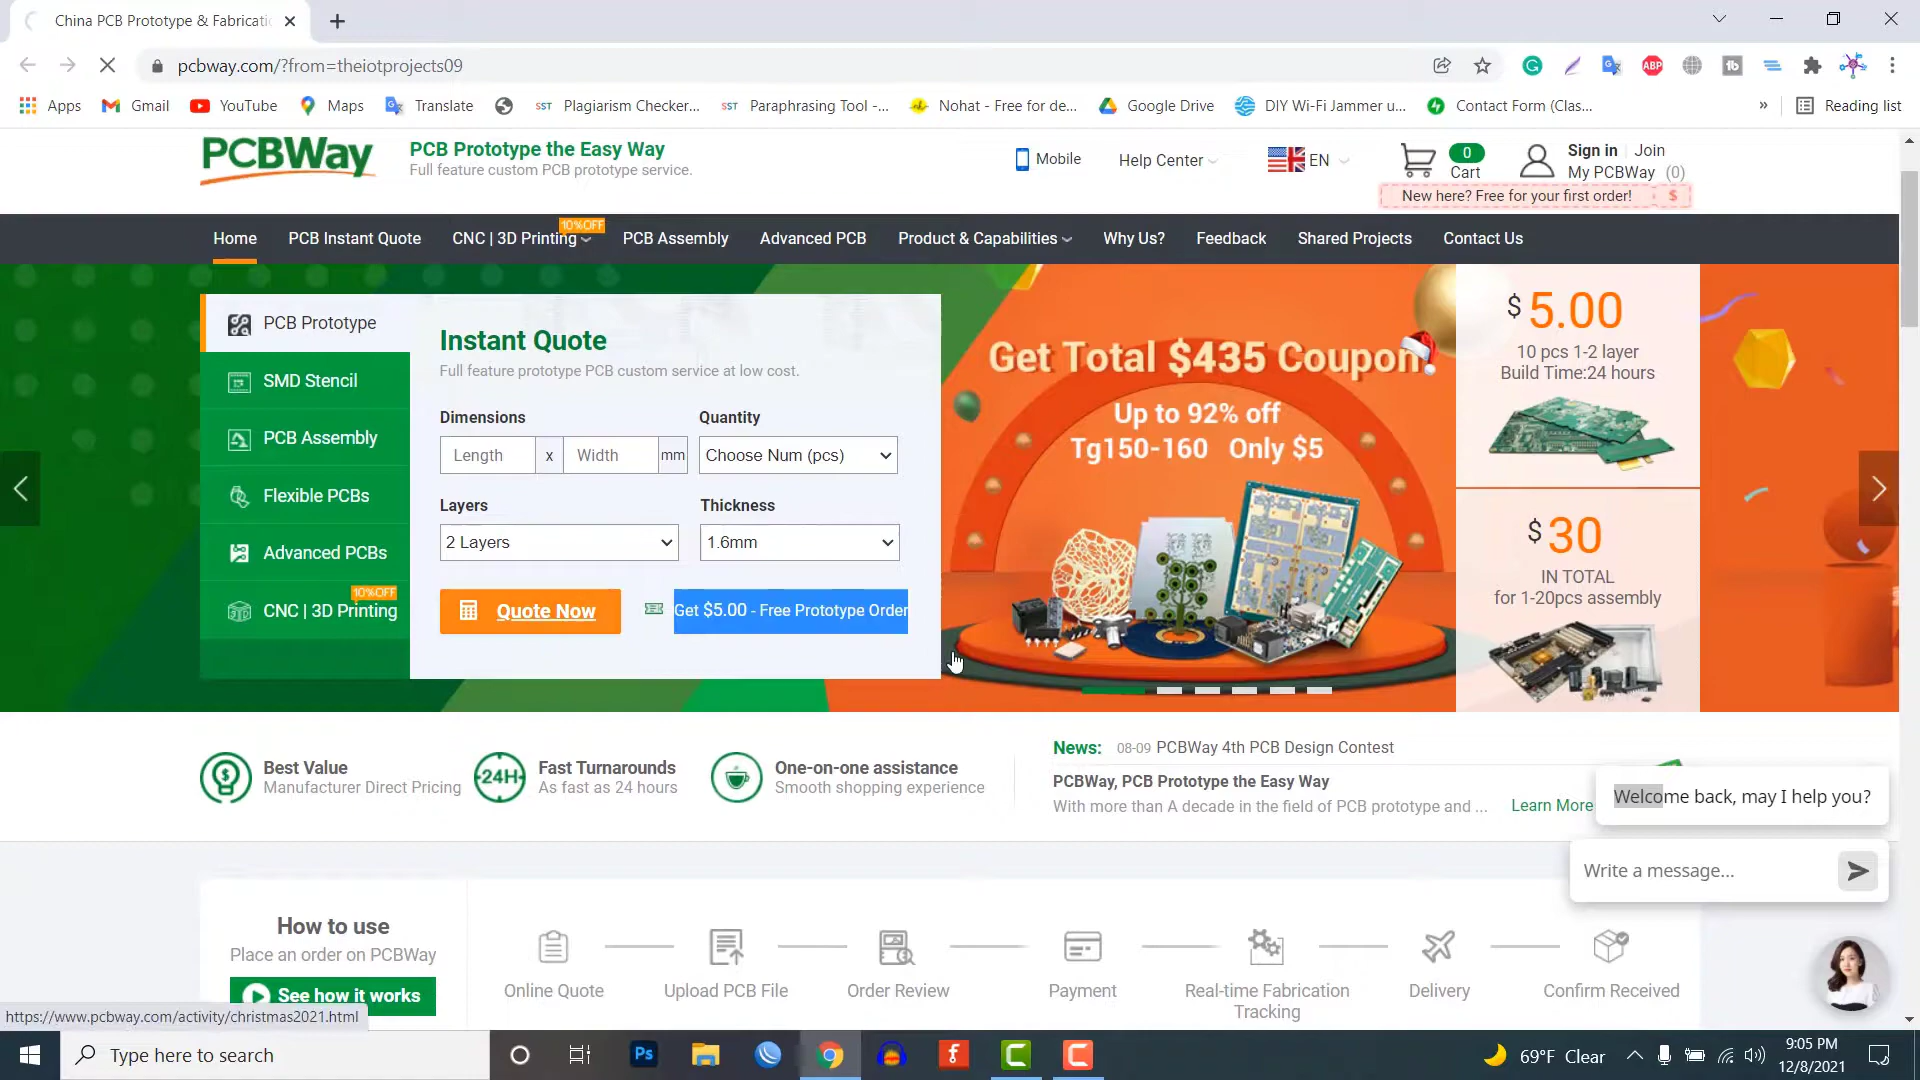 China PCB Prototype & Fabricati
pcbway.com/?from=theiotprojects09
ABP
Apps
Gmail
YouTube
Maps
Translate
SST Plagiarism Checker...
SST Paraphrasing Tool -...
Nohat - Free for de...
Google Drive
DIY Wi-Fi Jammer u...
Contact Form (Clas...
»
Reading list
PCBWay
PCB Prototype the Easy Way
Full feature custom PCB prototype service.
Mobile
Help Center
EN
0
Cart
Sign in
Join
My PCBWay (0)
New here? Free for your first order! $
Home
PCB Instant Quote
CNC | 3D Printing
10%OFF
PCB Assembly
Advanced PCB
Product & Capabilities
Why Us?
Feedback
Shared Projects
Contact Us
PCB Prototype
SMD Stencil
PCB Assembly
Flexible PCBs
Advanced PCBs
10%OFF
CNC | 3D Printing
Instant Quote
Full feature prototype PCB custom service at low cost.
Dimensions
Quantity
Length x Width mm
Choose Num (pcs)
Layers
Thickness
2 Layers
1.6mm
Quote Now
Get $5.00 - Free Prototype Order
Get Total $435 Coupon
Up to 92% off
Tg150-160 Only $5
$ 5.00
10 pcs 1-2 layer
Build Time:24 hours
$ 30
IN TOTAL
for 1-20pcs assembly
Best Value
Manufacturer Direct Pricing
24H
Fast Turnarounds
As fast as 24 hours
One-on-one assistance
Smooth shopping experience
News: 08-09 PCBWay 4th PCB Design Contest
PCBWay, PCB Prototype the Easy Way
With more than A decade in the field of PCB prototype and ... Learn More
Welcome back, may I help you?
Write a message...
How to use
Place an order on PCBWay
See how it works
Online Quote
Upload PCB File
Order Review
Payment
Real-time Fabrication
Tracking
Delivery
Confirm Received
https://www.pcbway.com/activity/christmas2021.html
Type here to search
Ps
69°F Clear
9:05 PM
12/8/2021